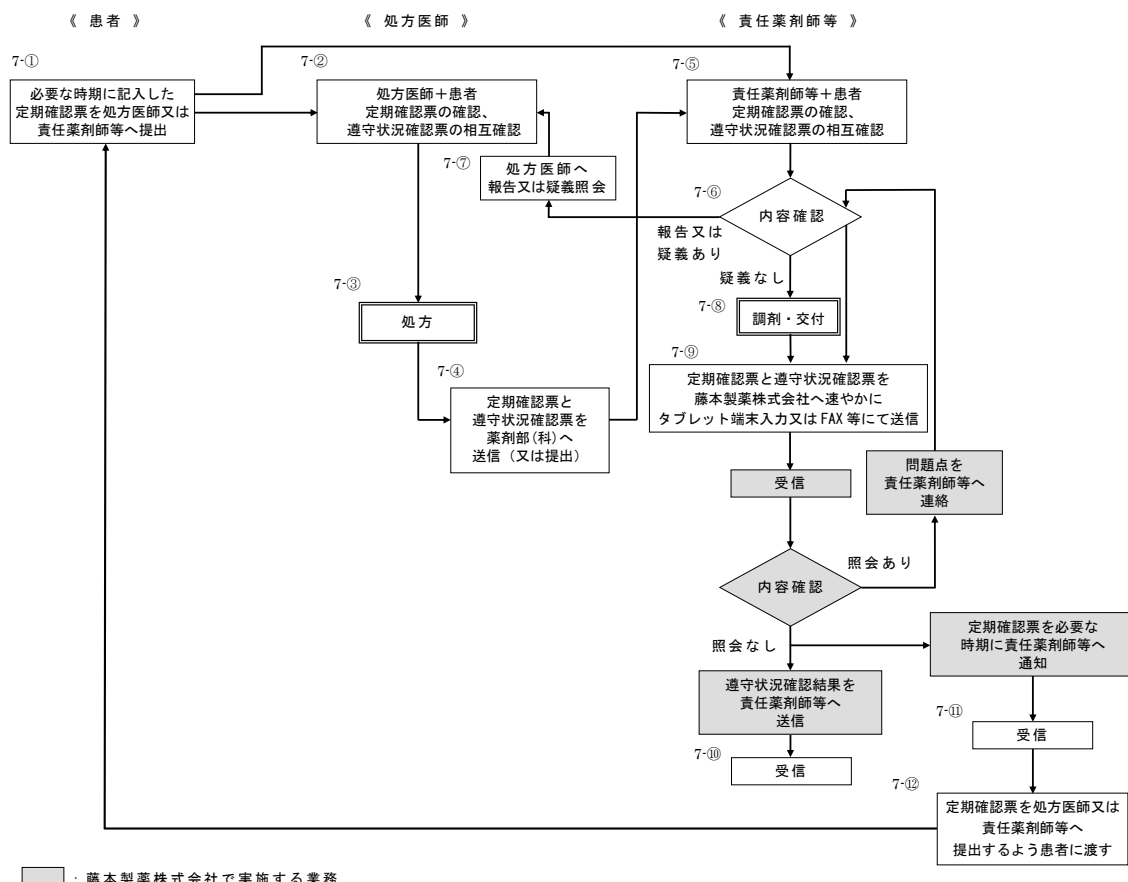 《 患者 》
《 処方医師 》
《 責任薬剤師等 》
7-①
必要な時期に記入した
定期確認票を処方医師又は
責任薬剤師等へ提出
7-②
処方医師＋患者
定期確認票の確認、
遵守状況確認票の相互確認
7-⑤
責任薬剤師等＋患者
定期確認票の確認、
遵守状況確認票の相互確認
7-⑦
処方医師へ
報告又は疑義照会
7-⑥
内容確認
報告又は
疑義あり
疑義なし
7-③
処方
7-⑧
調剤・交付
7-④
定期確認票と
遵守状況確認票を
薬剤部(科)へ
送信（又は提出）
7-⑨
定期確認票と遵守状況確認票を
藤本製薬株式会社へ速やかに
タブレット端末入力又は FAX 等にて送信
受信
問題点を
責任薬剤師等へ
連絡
内容確認
照会あり
照会なし
定期確認票を必要な
時期に責任薬剤師等へ
通知
遵守状況確認結果を
責任薬剤師等へ
送信
7-⑪
受信
7-⑩
受信
7-⑫
定期確認票を処方医師又は
責任薬剤師等へ
提出するよう患者に渡す
：藤本製薬株式会社で実施する業務